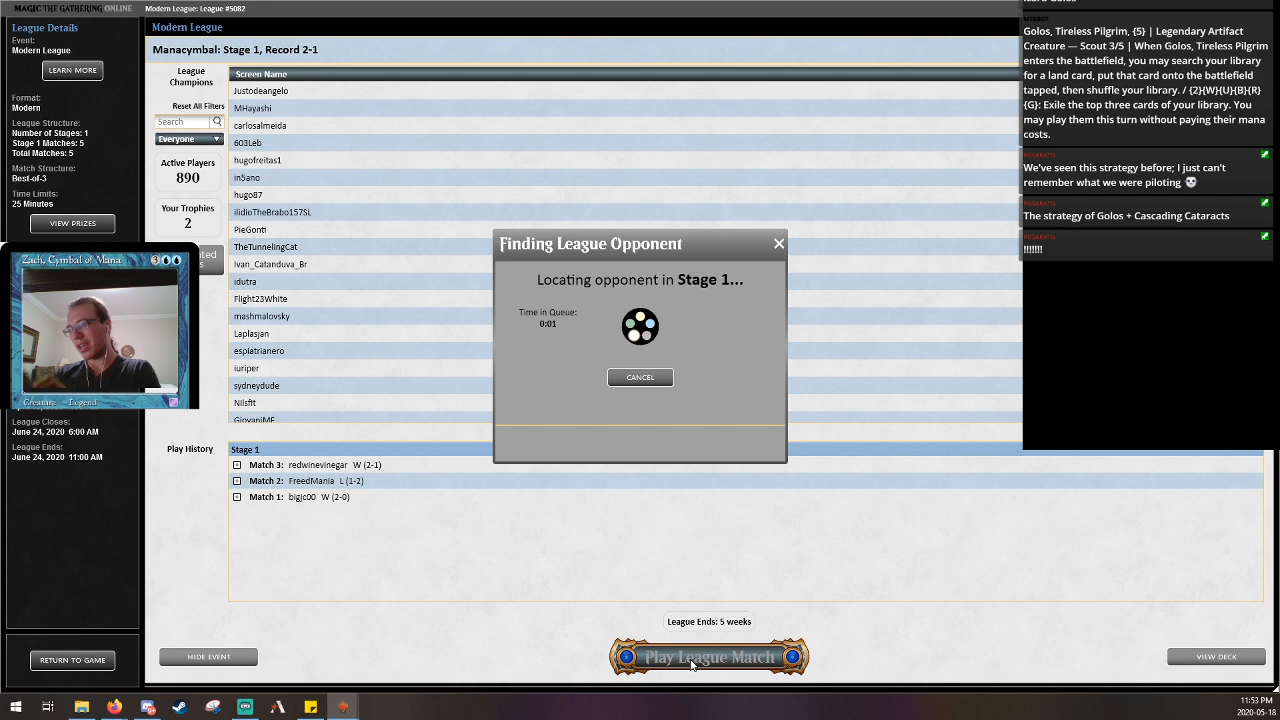 MAGIC THE GATHERING ONLINE
Modern League: League #5082
League Details
Event:
Modern League
LEARN MORE
Format:
Modern
League Structure:
Number of Stages: 1
Stage 1 Matches: 5
Total Matches: 5
Match Structure:
Best-of-3
Time Limits:
25 Minutes
VIEW PRIZES
Zach, Cymbal of Mana
3
Creature — Legend
League Closes:
June 24, 2020 6:00 AM
League Ends:
June 24, 2020 11:00 AM
RETURN TO GAME
Modern League
Manacymbal: Stage 1, Record 2-1
League
Champions
Reset All Filters
Search
Everyone
Active Players
890
Your Trophies
2
Screen Name
Justodeangelo
MHayashi
carlosalmeida
603Leb
hugofreitas1
in5ano
hugo87
ilidioTheBrabo157SL
PieGonti
TheTunnelingCat
Ivan_Catanduva_Br
idutra
Flight23White
mashmalovsky
Laplasjan
espiatrianero
iuriper
sydneydude
Nilsfit
GiovaniMF
Finding League Opponent
Locating opponent in Stage 1...
Time in Queue:
0:01
CANCEL
Play History
Stage 1
Match 3: redwinevinegar W (2-1)
Match 2: FreedMania L (1-2)
Match 1: bigjc00 W (2-0)
League Ends: 5 weeks
HIDE EVENT
Play League Match
VIEW DECK
MTGBOT
Golos, Tireless Pilgrim, {5} | Legendary Artifact
Creature — Scout 3/5 | When Golos, Tireless Pilgrim
enters the battlefield, you may search your library
for a land card, put that card onto the battlefield
tapped, then shuffle your library. / {2}{W}{U}{B}{R}
{G}: Exile the top three cards of your library. You
may play them this turn without paying their mana
costs.
We've seen this strategy before; I just can't
remember what we were piloting 💀
The strategy of Golos + Cascading Cataracts
!!!!!!!
11:53 PM
2020-05-18